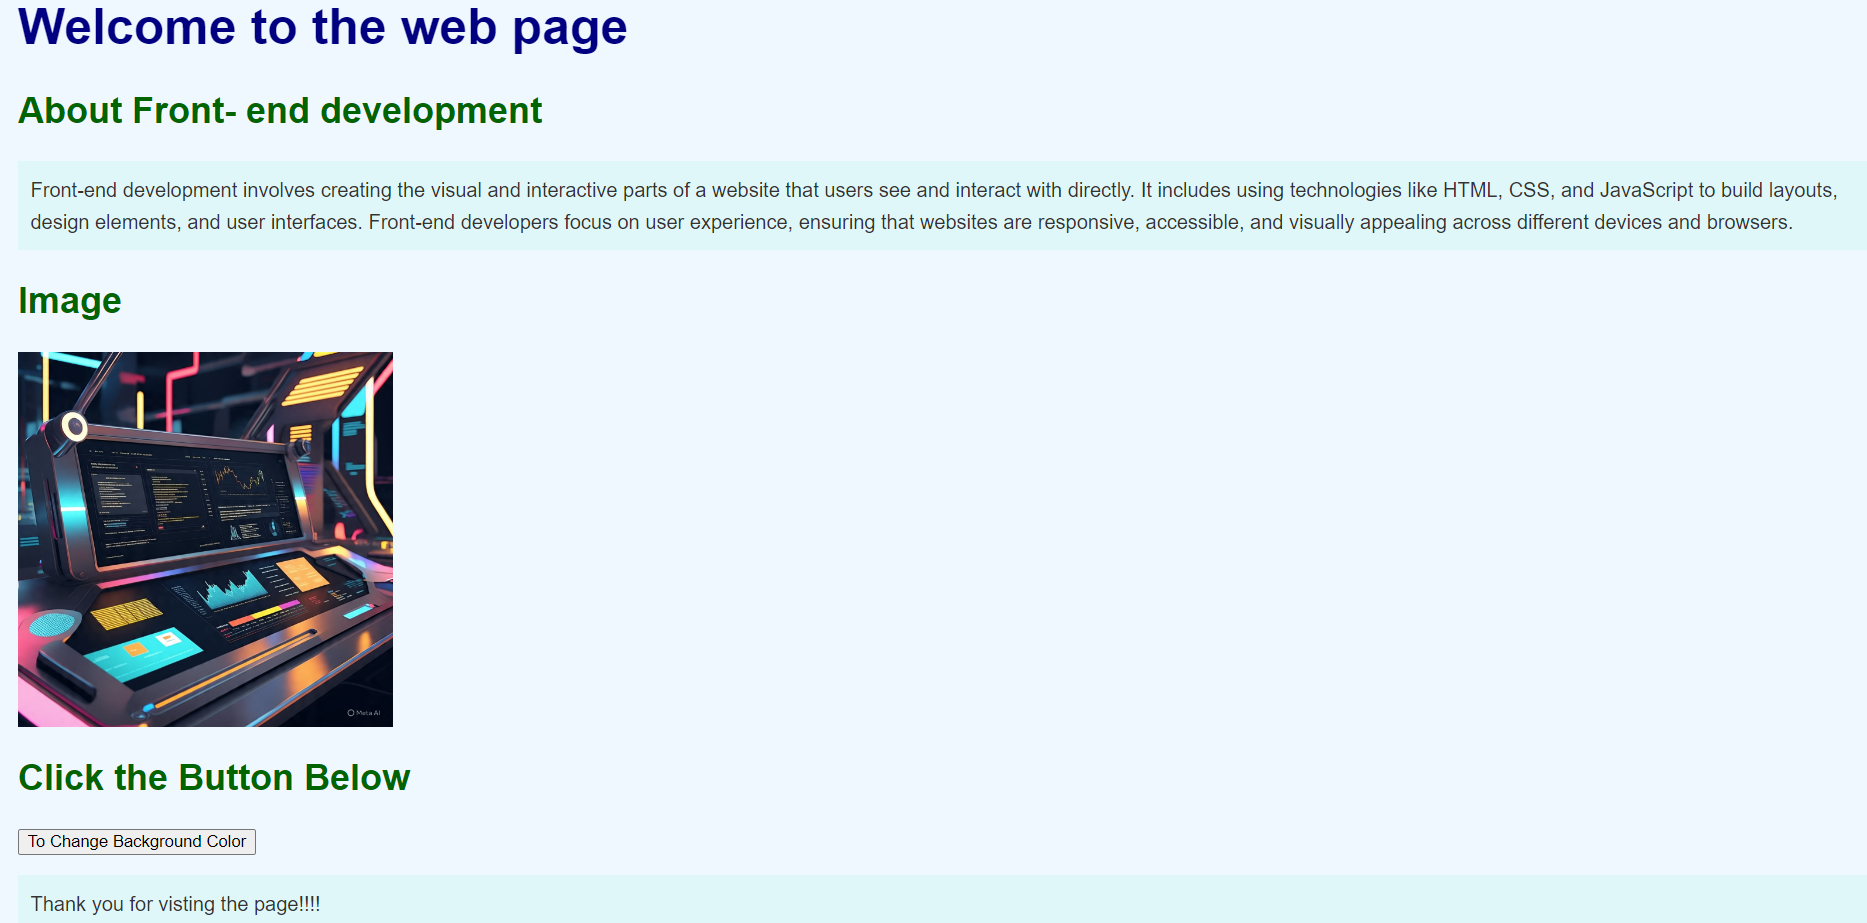 Welcome to the web page
About Front- end development
Front-end development involves creating the visual and interactive parts of a website that users see and interact with directly. It includes using technologies like HTML, CSS, and JavaScript to build layouts,
design elements, and user interfaces. Front-end developers focus on user experience, ensuring that websites are responsive, accessible, and visually appealing across different devices and browsers.
Image
Meta AI
Click the Button Below
To Change Background Color
Thank you for visting the page!!!!